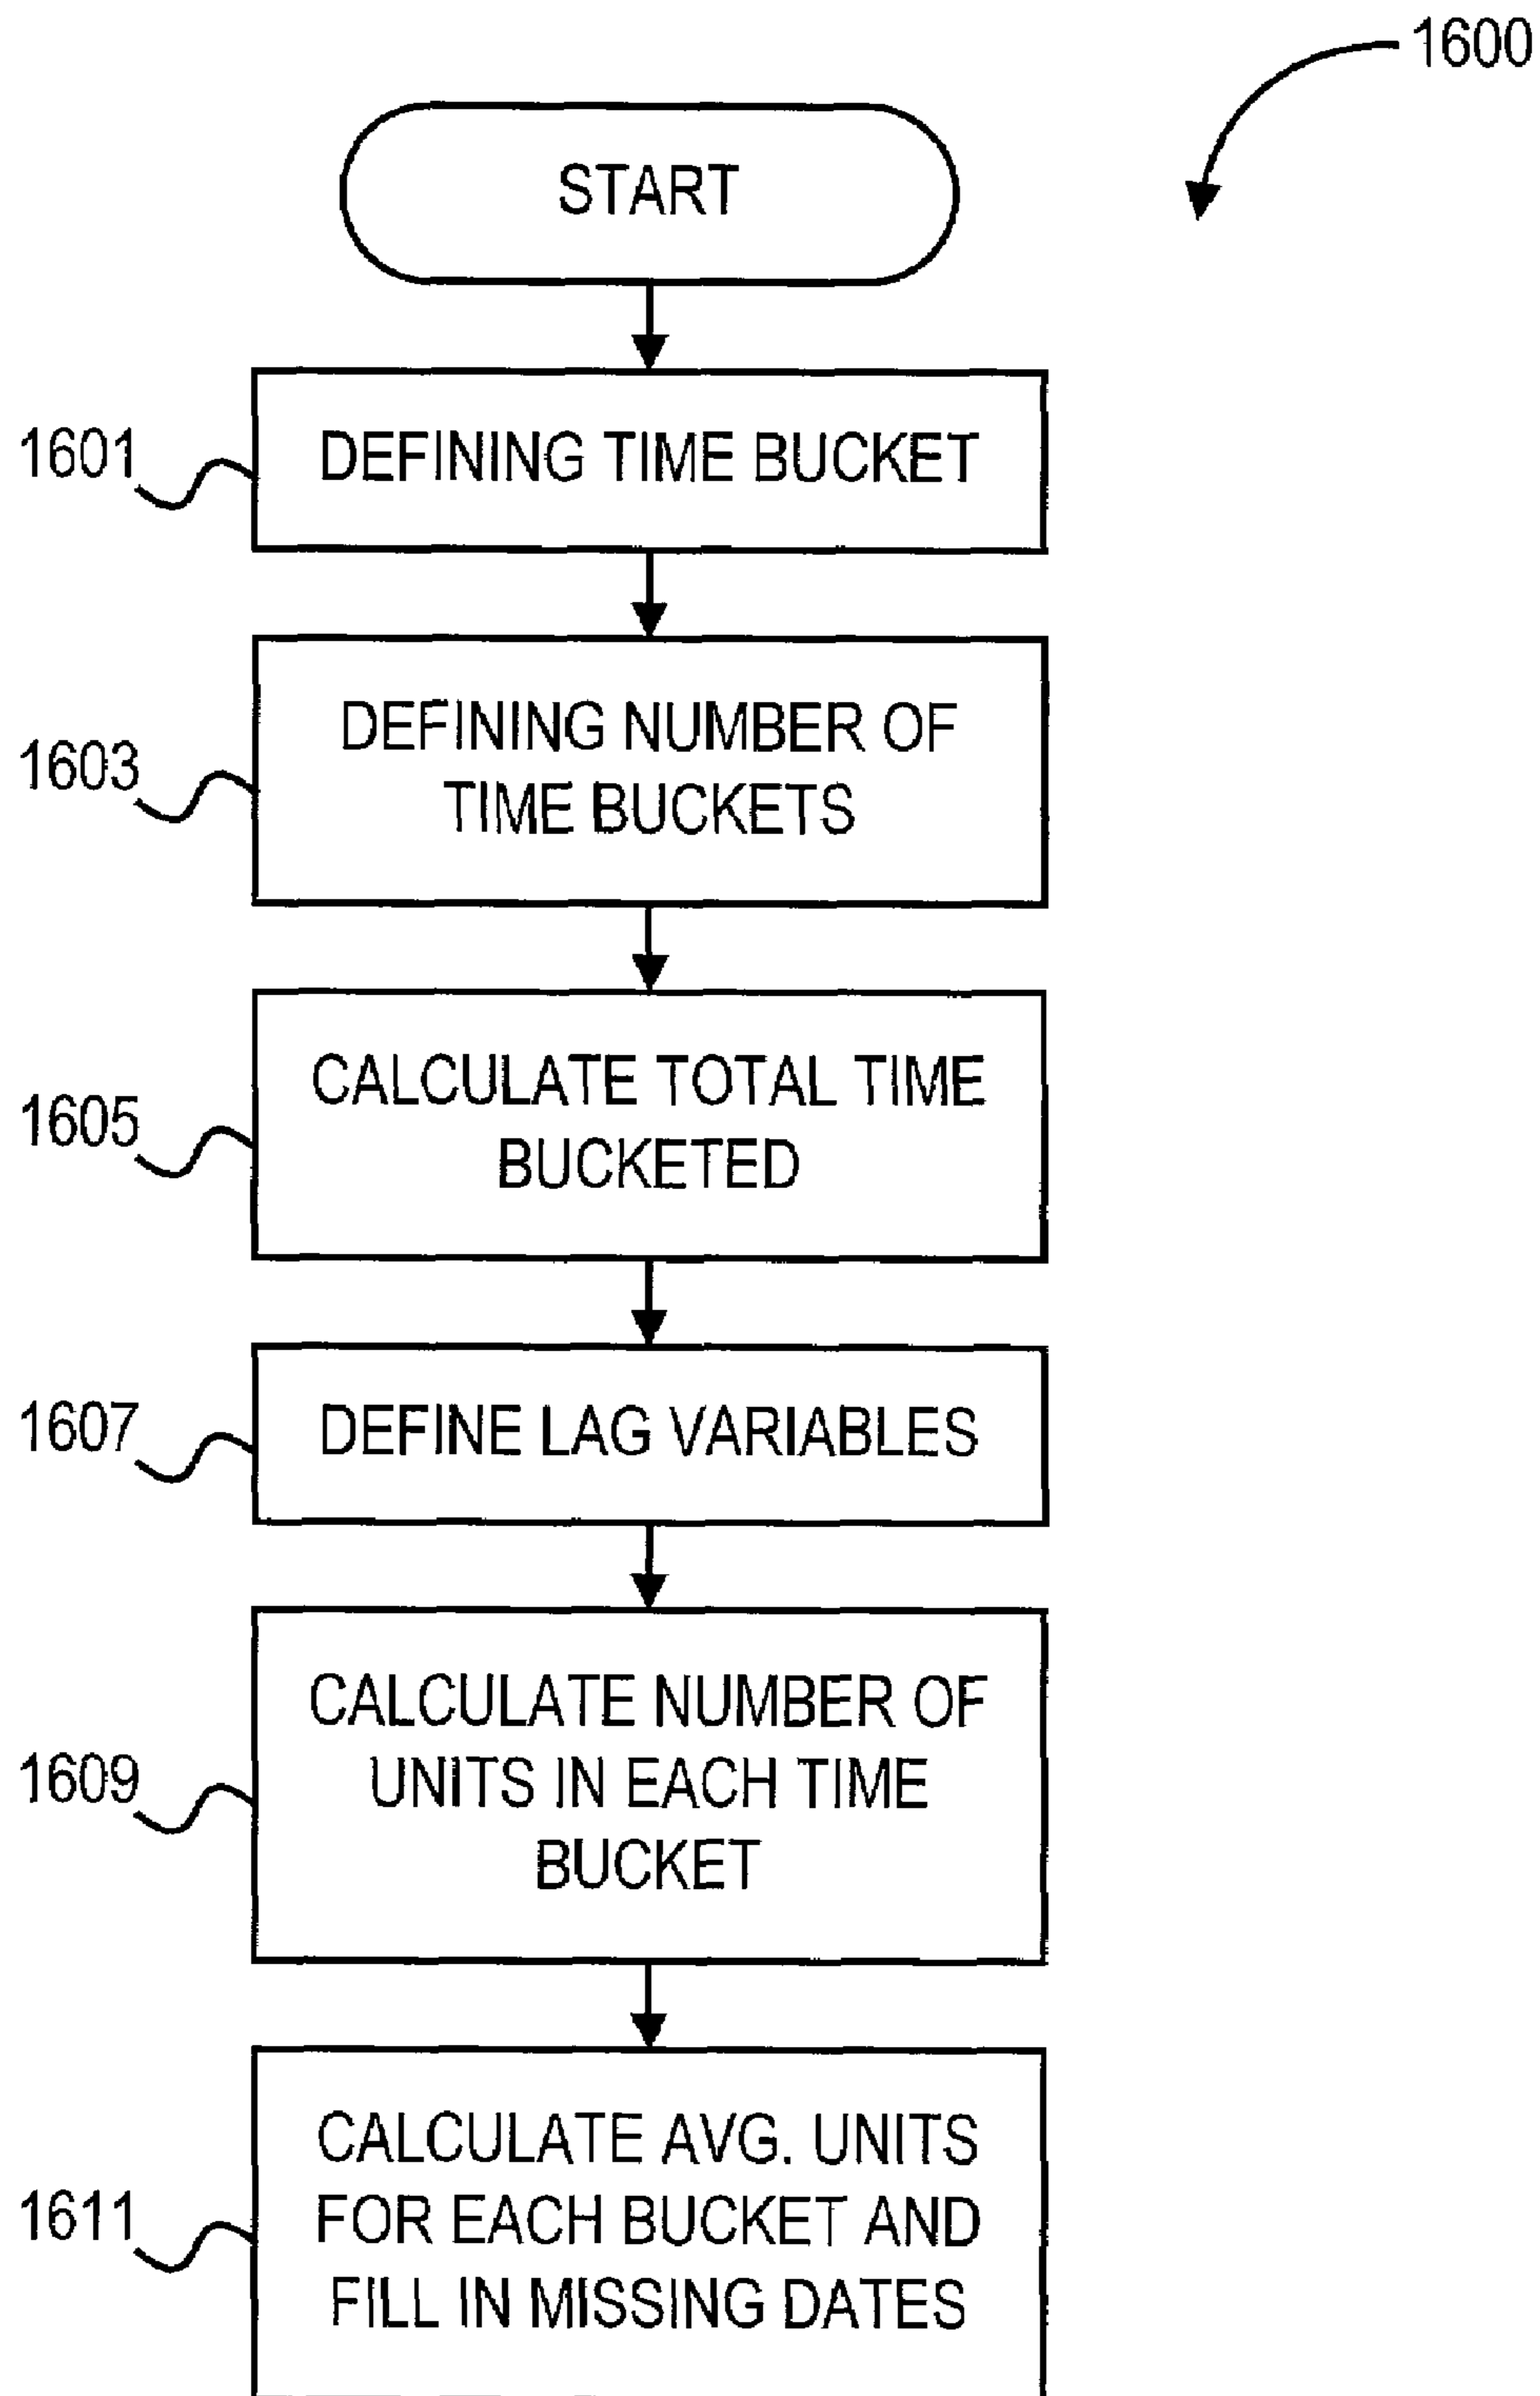 1600
START
1601
DEFINING TIME BUCKET
1603
DEFINING NUMBER OF
TIME BUCKETS
1605
CALCULATE TOTAL TIME
BUCKETED
1607
DEFINE LAG VARIABLES
1609
CALCULATE NUMBER OF
UNITS IN EACH TIME
BUCKET
1611
CALCULATE AVG. UNITS
FOR EACH BUCKET AND
FILL IN MISSING DATES